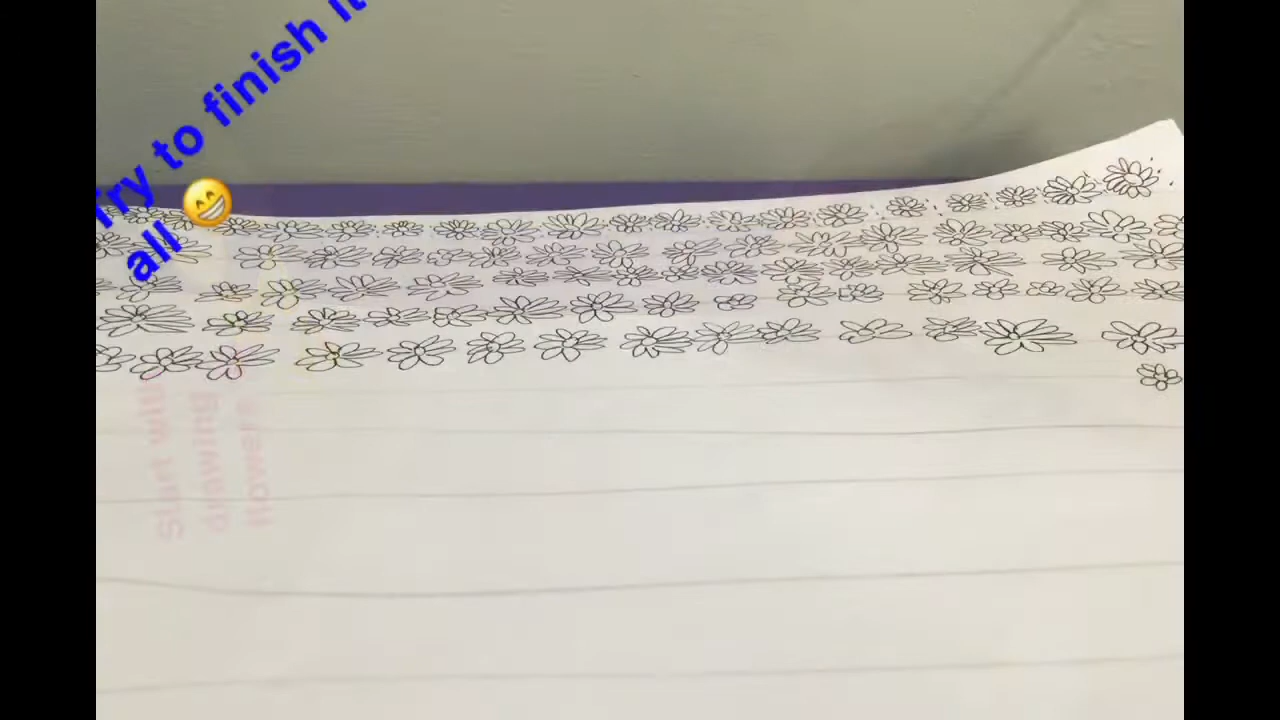 Try to finish it
all 😁
Start with
drawing
flowers